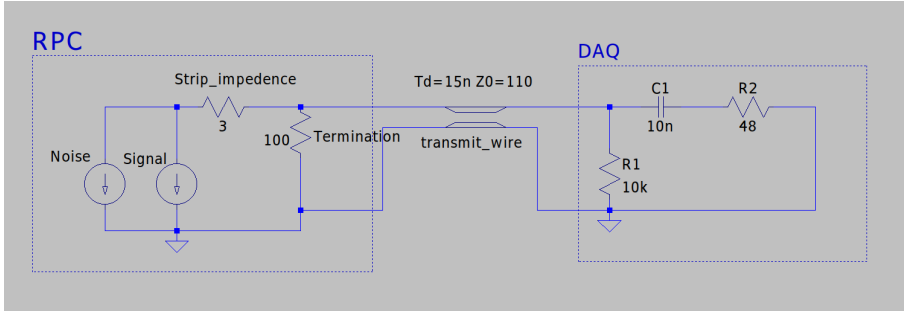 RPC
DAQ
Strip_impedence
3
Td=15n Z0=110
C1
10n
R2
48
100
Termination
transmit_wire
Noise
Signal
R1
10k